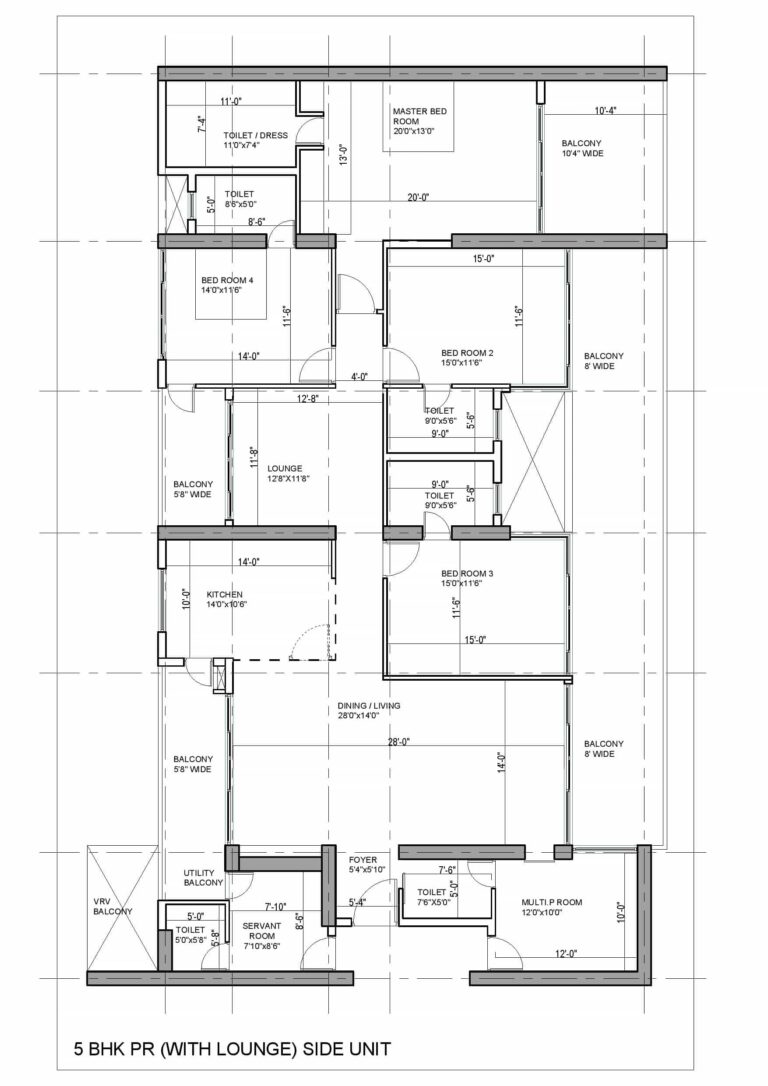 11'-0"
7'-4"
TOILET / DRESS
11'0"x7'4"
MASTER BED
ROOM
20'0"x13'0"
13'-0"
20'-0"
10'-4"
BALCONY
10'4" WIDE
TOILET
8'6"x5'0"
5'-0"
8'-6"
BED ROOM 4
14'0"x11'6"
11'-6"
14'-0"
15'-0"
11'-6"
BED ROOM 2
15'0"x11'6"
BALCONY
8' WIDE
4'-0"
12'-8"
11'-8"
LOUNGE
12'8"X11'8"
BALCONY
5'8" WIDE
TOILET
9'0"x5'6"
5'-6"
9'-0"
9'-0"
TOILET
9'0"x5'6"
5'-6"
14'-0"
10'-0"
KITCHEN
14'0"x10'6"
BED ROOM 3
15'0"x11'6"
11'-6"
15'-0"
DINING / LIVING
28'0"x14'0"
28'-0"
14'-0"
BALCONY
5'8" WIDE
BALCONY
8' WIDE
UTILITY
BALCONY
VRV
BALCONY
FOYER
5'4"x5'10"
5'-4"
7'-6"
TOILET
7'6"X5'0"
5'-0"
MULTI.P ROOM
12'0"x10'0"
10'-0"
12'-0"
5'-0"
TOILET
5'0"x5'8"
5'-8"
7'-10"
SERVANT
ROOM
7'10"x8'6"
8'-6"
5 BHK PR (WITH LOUNGE) SIDE UNIT